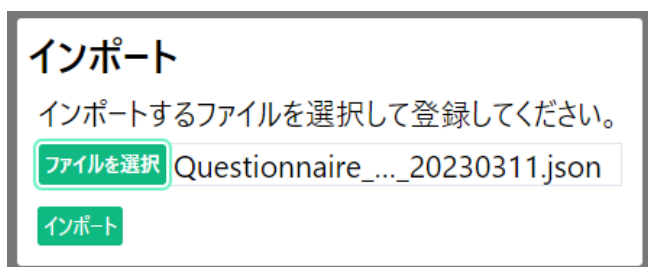 インポート
インポートするファイルを選択して登録してください。
ファイルを選択 Questionnaire_..._20230311.json
インポート